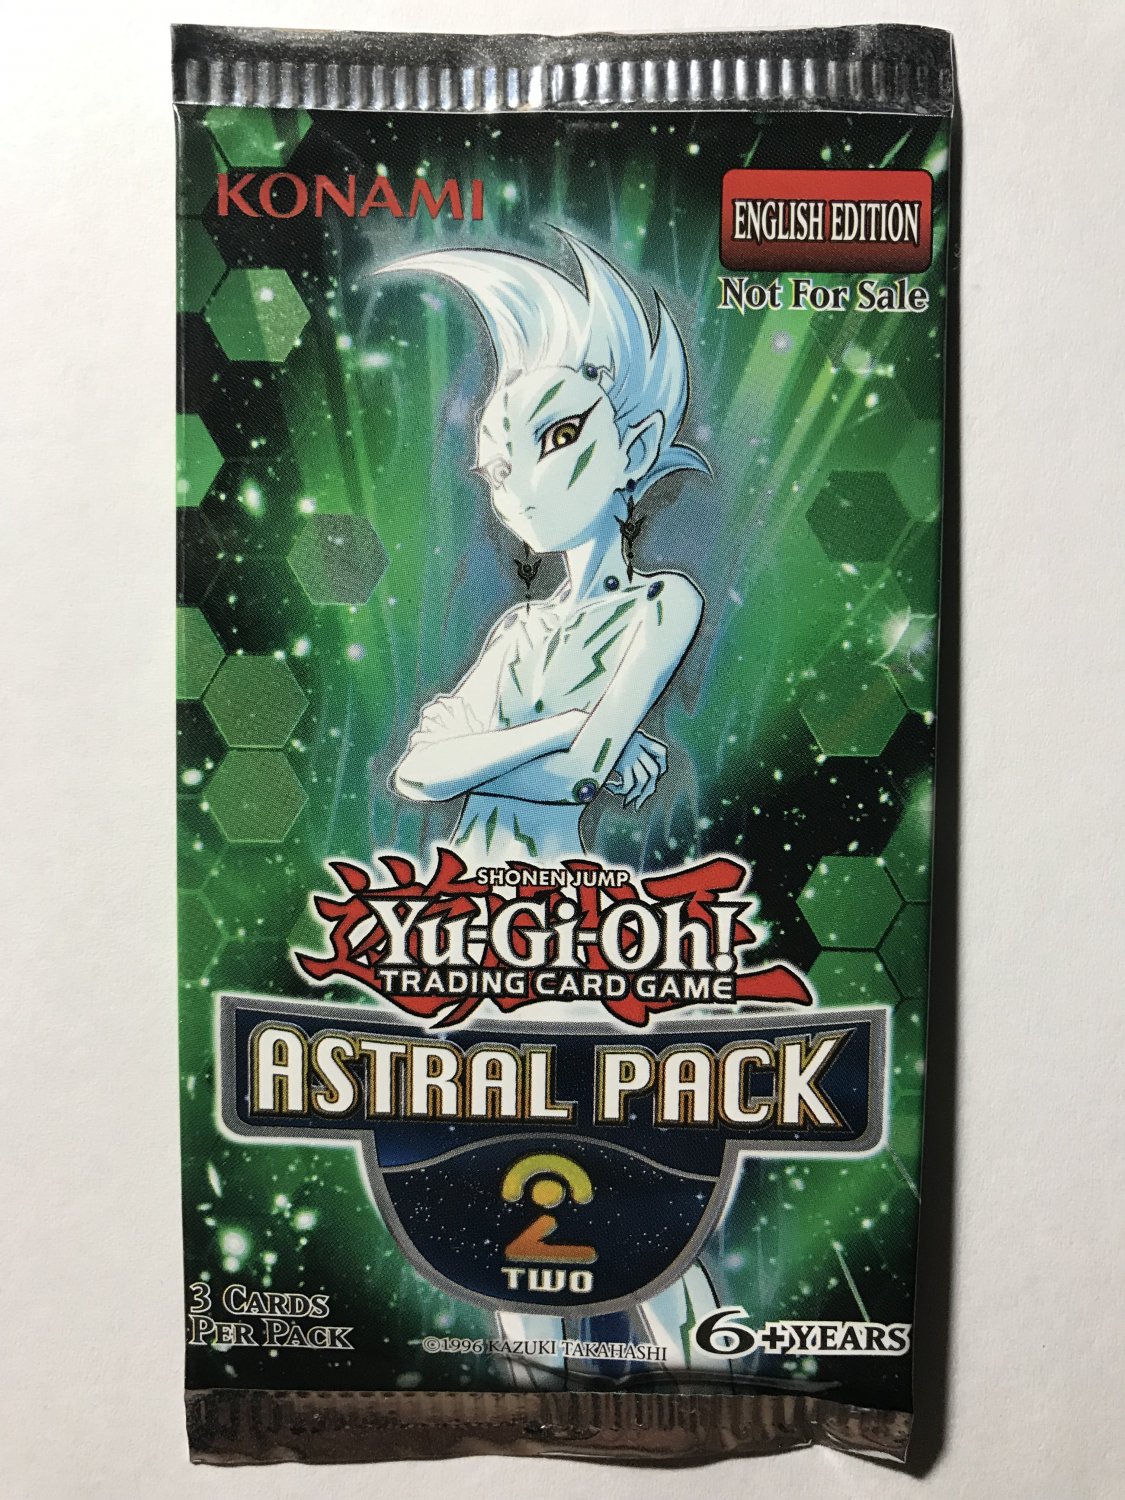 KONAMI
ENGLISH EDITION
Not For Sale
SHONEN JUMP
Yu-Gi-Oh!
TRADING CARD GAME
ASTRAL PACK
2
TWO
3 CARDS
PER PACK
©1996 KAZUKI TAKAHASHI
6+YEARS